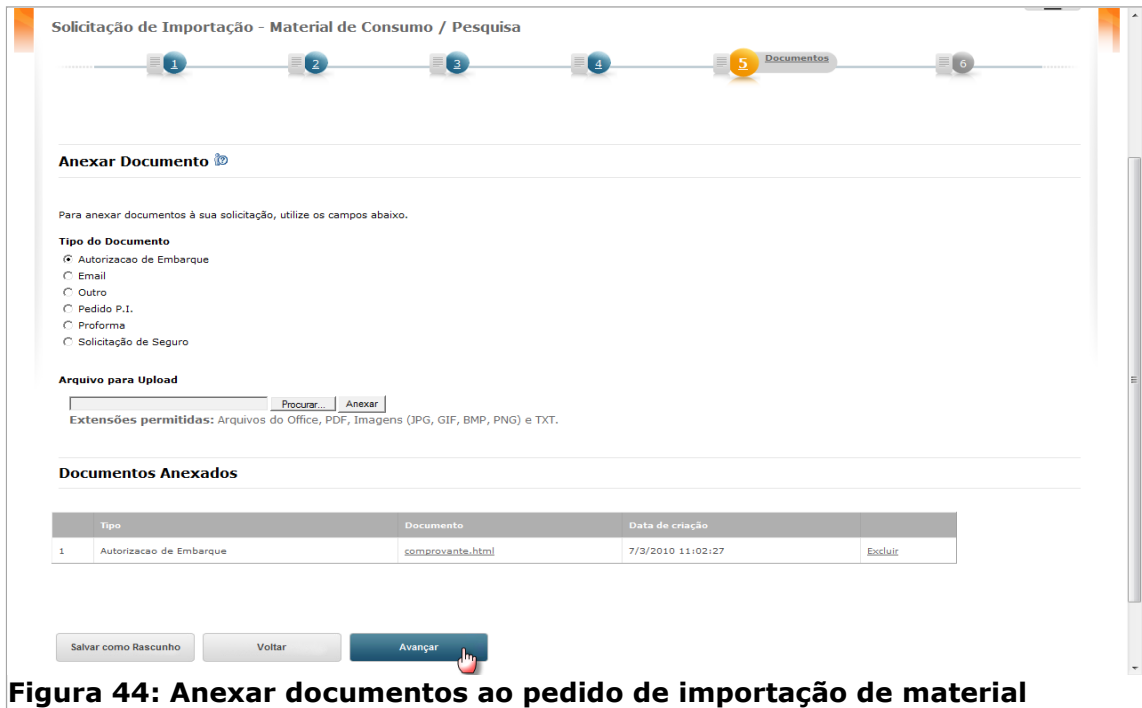 Solicitação de Importação - Material de Consumo / Pesquisa
1 2 3 4 5 Documentos 6
Anexar Documento
Para anexar documentos à sua solicitação, utilize os campos abaixo.
Tipo do Documento
Autorizacao de Embarque
Email
Outro
Pedido P.I.
Proforma
Solicitação de Seguro
Arquivo para Upload
Procurar... Anexar
Extensões permitidas: Arquivos do Office, PDF, Imagens (JPG, GIF, BMP, PNG) e TXT.
Documentos Anexados
Tipo Documento Data de criação
1 Autorizacao de Embarque comprovante.html 7/3/2010 11:02:27 Excluir
Salvar como Rascunho Voltar Avançar
Figura 44: Anexar documentos ao pedido de importação de material